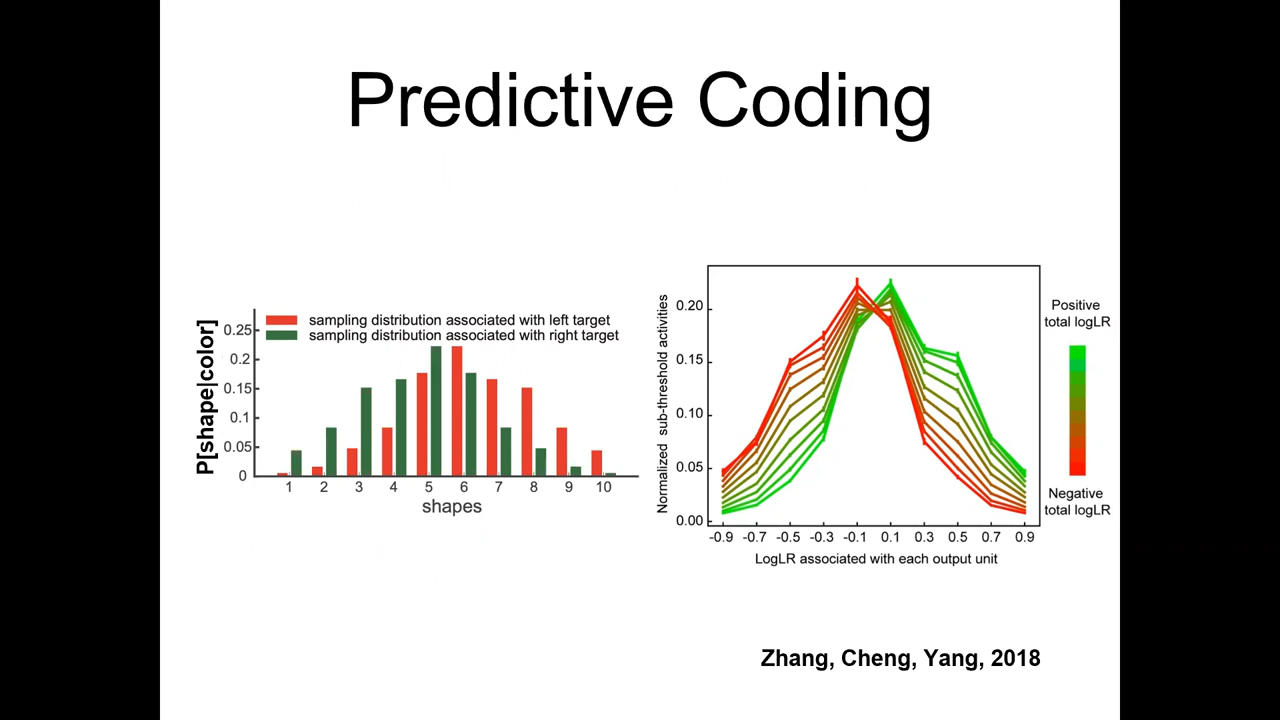 Predictive Coding
P[shape|color]
0.25
0.2
0.15
0.1
0.05
0
sampling distribution associated with left target
sampling distribution associated with right target
1 2 3 4 5 6 7 8 9 10
shapes
Normalized sub-threshold activities
0.20
0.15
0.10
0.05
0.00
-0.9 -0.7 -0.5 -0.3 -0.1 0.1 0.3 0.5 0.7 0.9
LogLR associated with each output unit
Positive
total logLR
Negative
total logLR
Zhang, Cheng, Yang, 2018